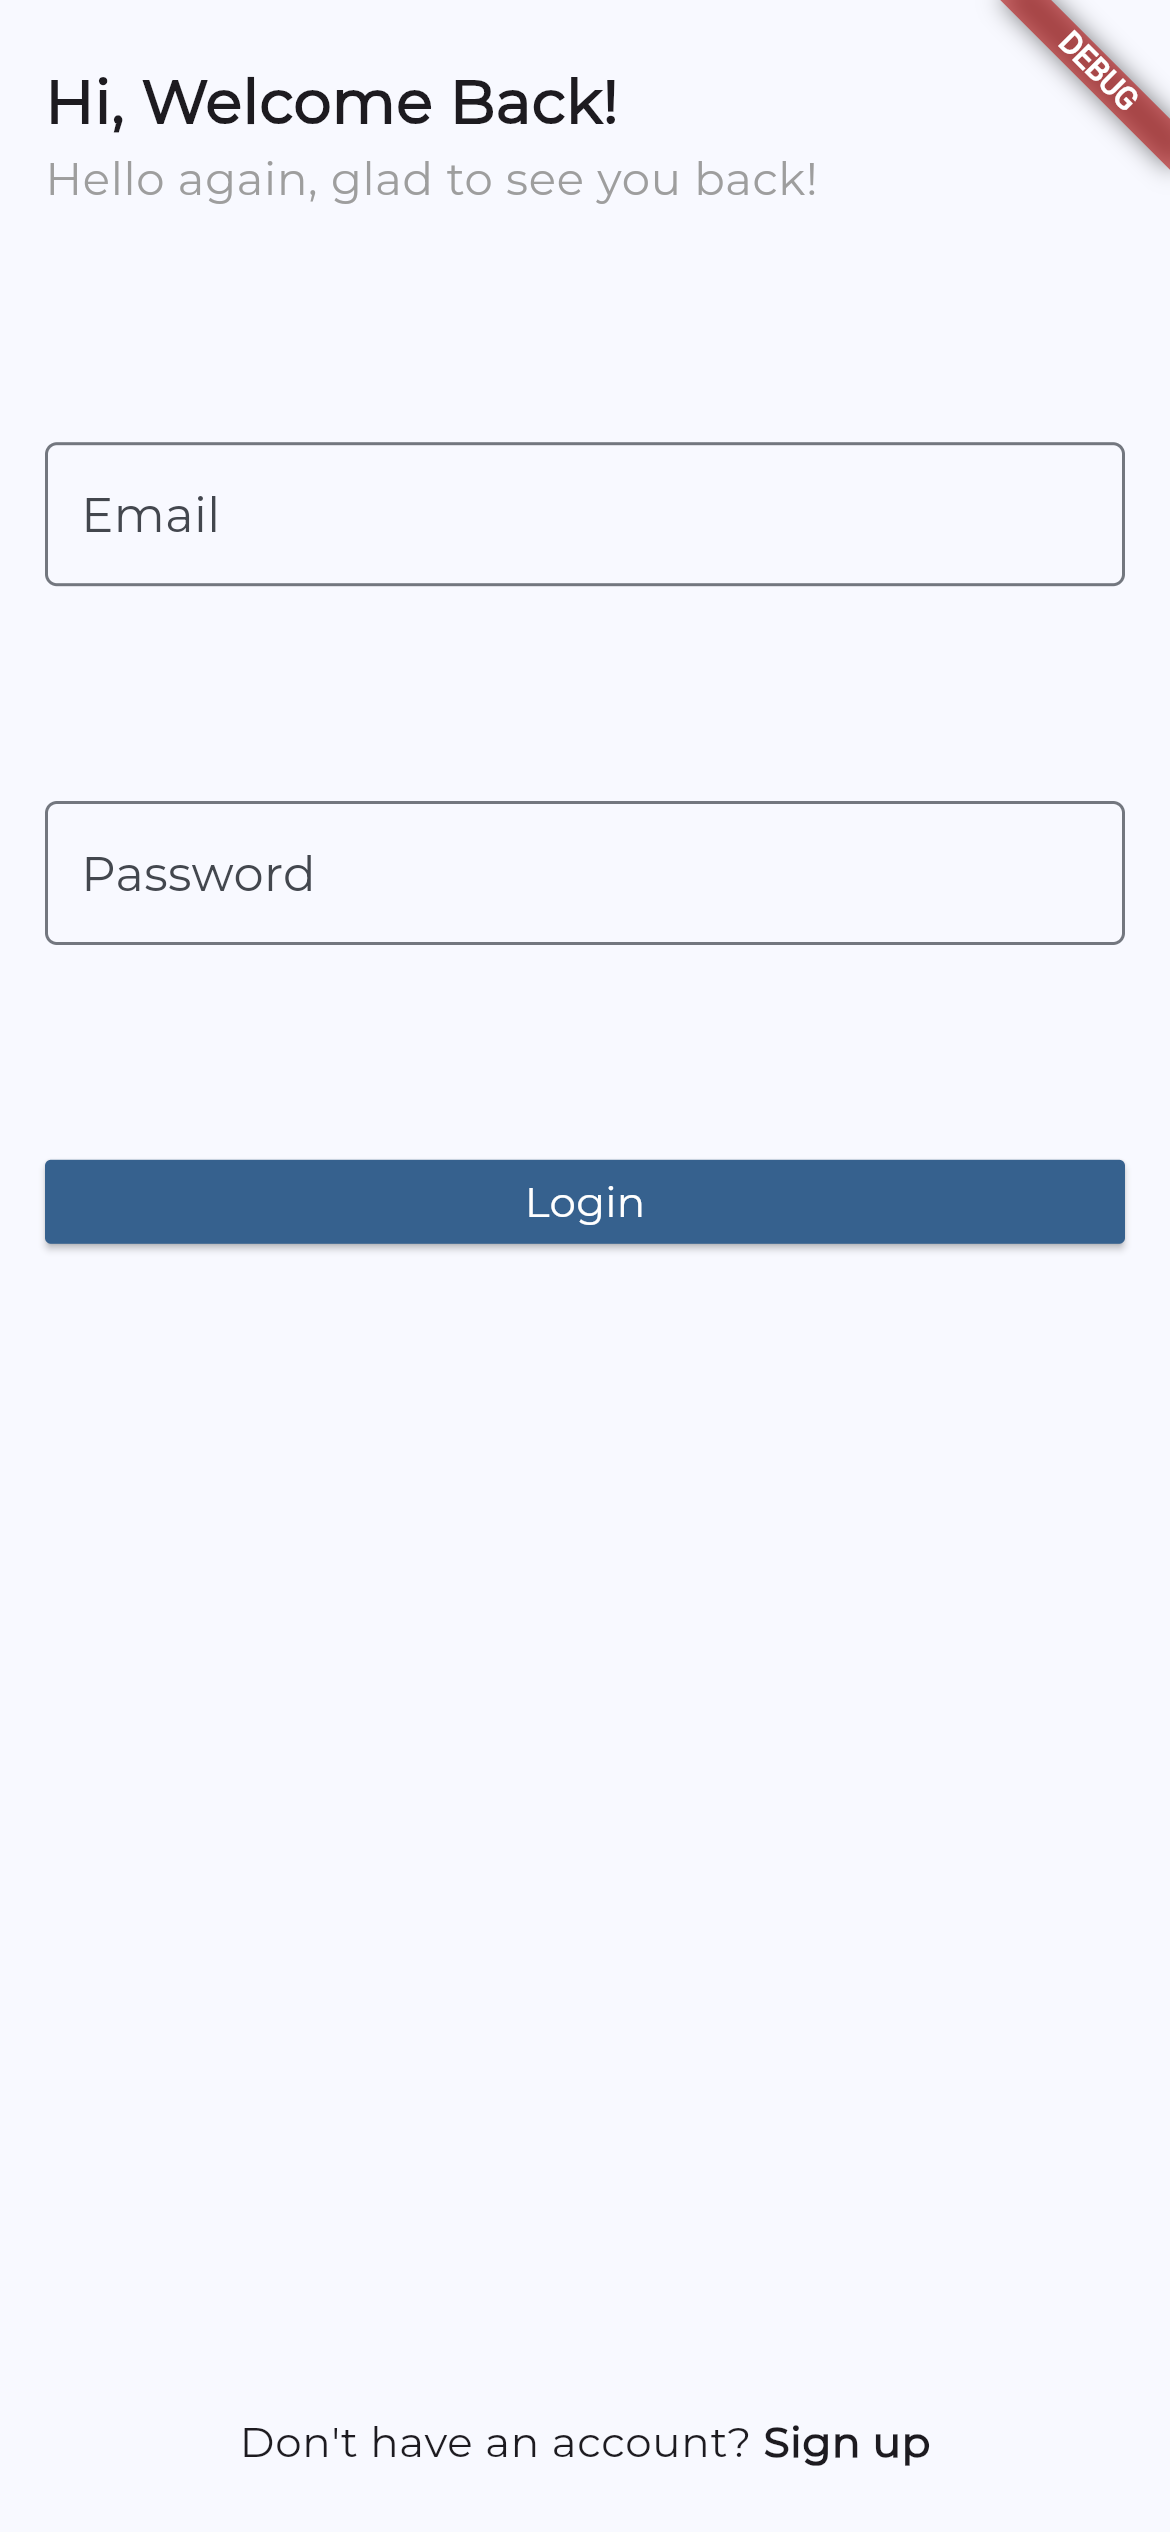 DEBUG
Hi, Welcome Back!
Hello again, glad to see you back!
Email
Password
Login
Don't have an account? Sign up